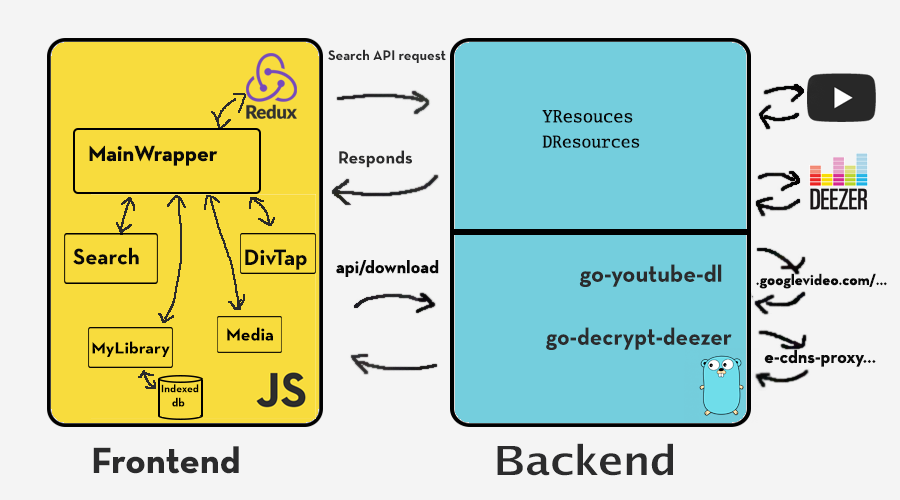 Search API request
Redux
YResouces
DResources
MainWrapper
Responds
DEEZER
Search
DivTap
api/download
go-youtube-dl
.googlevideo.com/...
MyLibrary
Media
go-decrypt-deezer
e-cdns-proxy...
Indexed
db
JS
Frontend
Backend